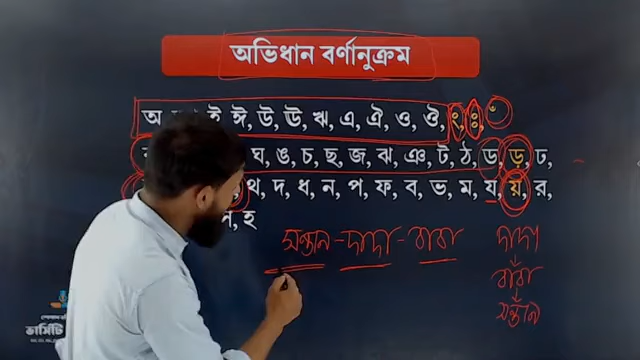 অভিধান বর্ণানুক্রম
অ ই, ঈ, উ, ঊ, ঋ, এ, ঐ, ও, ঔ, ং, ঃ, ঁ
ঘ, ঙ, চ, ছ, জ, ঝ, ঞ, ট, ঠ, ড, ড়, ঢ,
থ, দ, ধ, ন, প, ফ, ব, ভ, ম, য, য়, র,
হ
সন্তান - দাদা - বাবা
দাদা
বাবা
সন্তান
ভার্সিটি